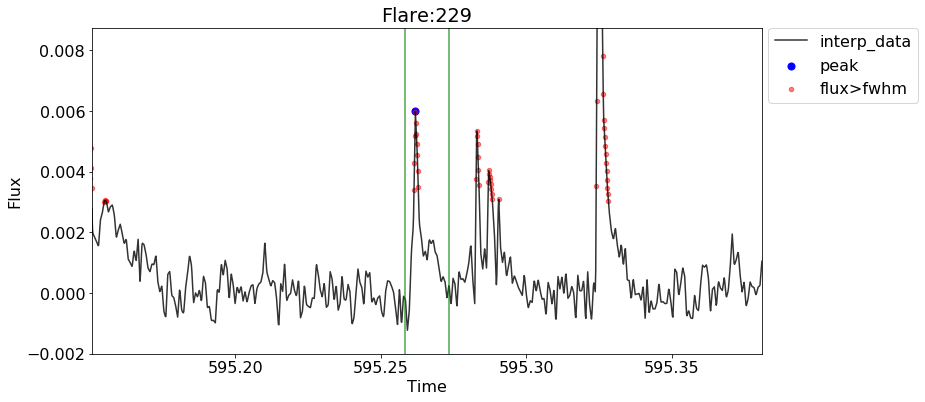 Flare:229
interp_data
peak
flux>fwhm
Flux
0.008
0.006
0.004
0.002
0.000
−0.002
595.20
595.25
595.30
595.35
Time